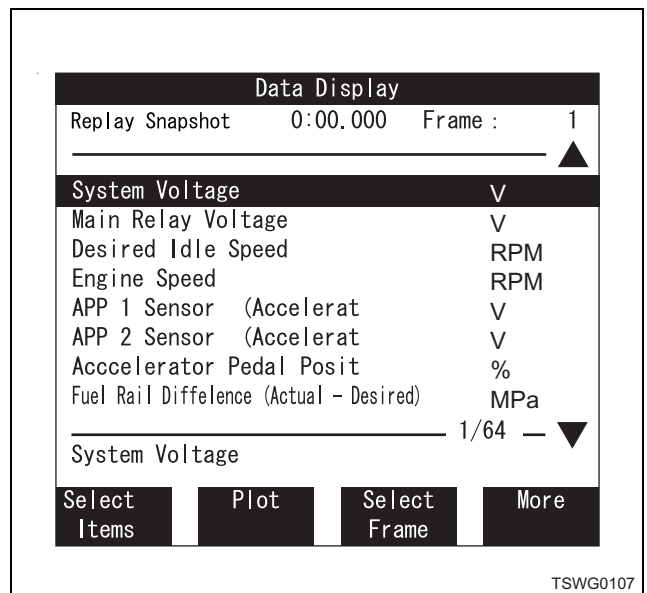 Data Display
Replay Snapshot 0:00.000 Frame : 1
System Voltage V
Main Relay Voltage V
Desired Idle Speed RPM
Engine Speed RPM
APP 1 Sensor (Accelerat V
APP 2 Sensor (Accelerat V
Acccelerator Pedal Posit %
Fuel Rail Diffelence (Actual - Desired) MPa
1/64
System Voltage
Select Plot Select More
Items Frame
TSWG0107